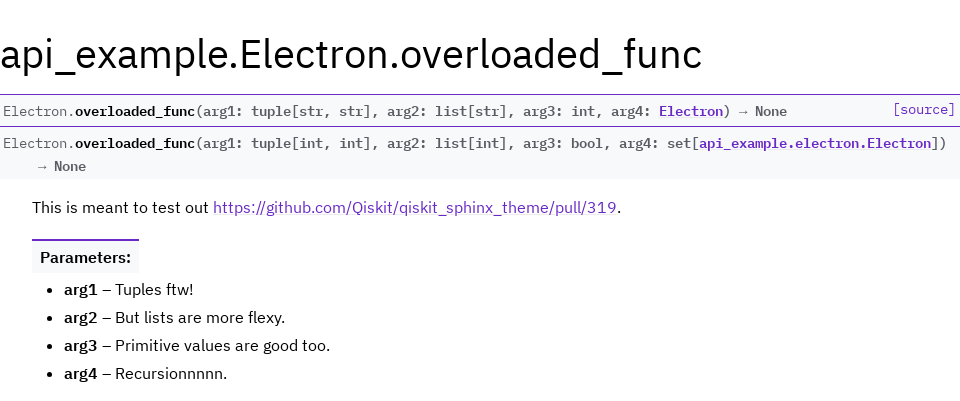 api_example.Electron.overloaded_func
Electron.overloaded_func(arg1: tuple[str, str], arg2: list[str], arg3: int, arg4: Electron) → None [source]
Electron.overloaded_func(arg1: tuple[int, int], arg2: list[int], arg3: bool, arg4: set[api_example.electron.Electron])
→ None
This is meant to test out https://github.com/Qiskit/qiskit_sphinx_theme/pull/319.
Parameters:
• arg1 – Tuples ftw!
• arg2 – But lists are more flexy.
• arg3 – Primitive values are good too.
• arg4 – Recursionnnnn.